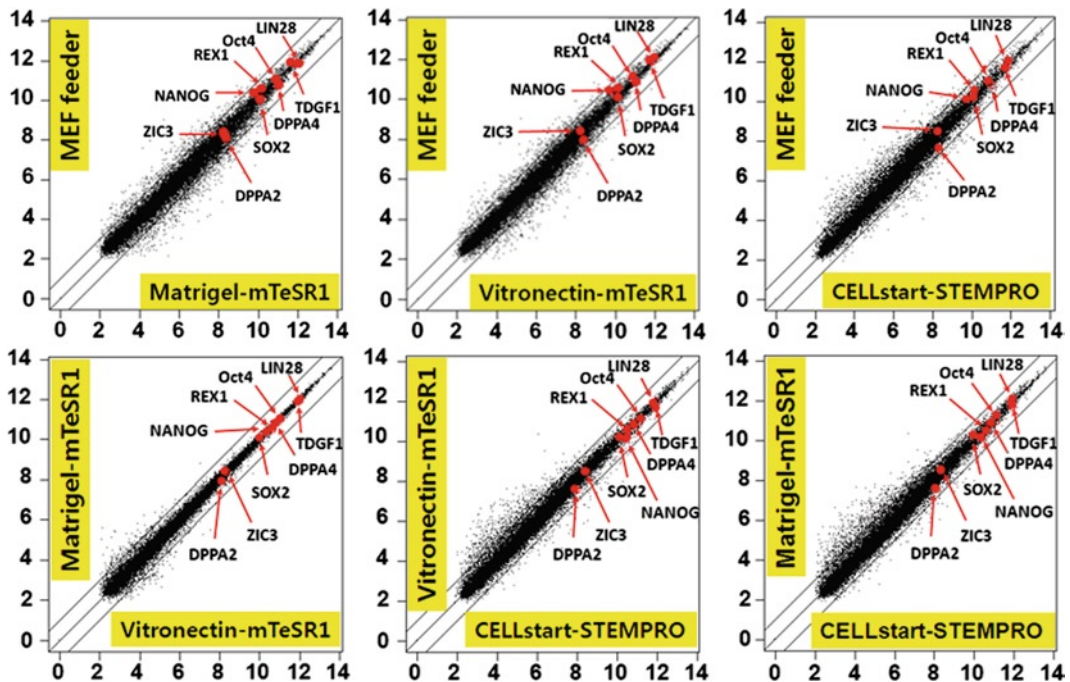 14
12
10
8
6
4
2
0
MEF feeder
LIN28
Oct4
REX1
NANOG
TDGF1
DPPA4
ZIC3
SOX2
DPPA2
Matrigel-mTeSR1
0 2 4 6 8 10 12 14
14
12
10
8
6
4
2
0
MEF feeder
LIN28
Oct4
REX1
NANOG
TDGF1
DPPA4
ZIC3
SOX2
DPPA2
Vitronectin-mTeSR1
0 2 4 6 8 10 12 14
14
12
10
8
6
4
2
0
MEF feeder
LIN28
Oct4
REX1
NANOG
TDGF1
DPPA4
ZIC3
SOX2
DPPA2
CELLstart-STEMPRO
0 2 4 6 8 10 12 14
14
12
10
8
6
4
2
0
Matrigel-mTeSR1
LIN28
Oct4
REX1
NANOG
TDGF1
DPPA4
SOX2
ZIC3
DPPA2
Vitronectin-mTeSR1
0 2 4 6 8 10 12 14
14
12
10
8
6
4
2
0
Vitronectin-mTeSR1
LIN28
Oct4
REX1
TDGF1
DPPA4
SOX2
NANOG
ZIC3
DPPA2
CELLstart-STEMPRO
0 2 4 6 8 10 12 14
14
12
10
8
6
4
2
0
Matrigel-mTeSR1
LIN28
Oct4
REX1
TDGF1
DPPA4
SOX2
NANOG
ZIC3
DPPA2
CELLstart-STEMPRO
0 2 4 6 8 10 12 14